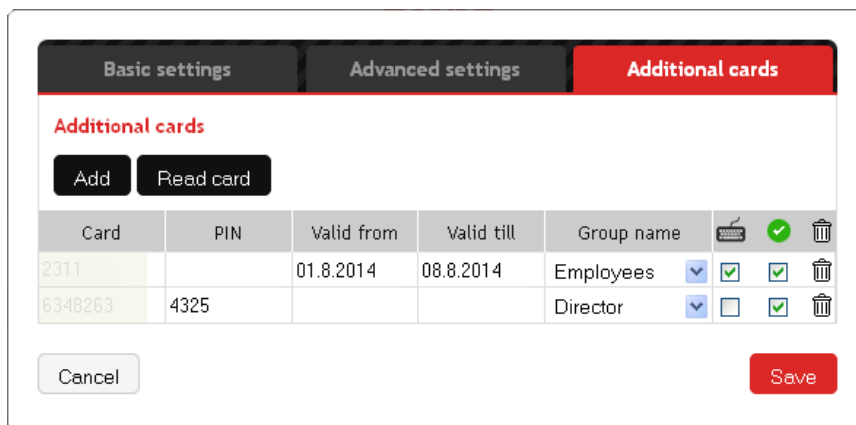 Basic settings Advanced settings Additional cards
Additional cards
Add Read card
Card PIN Valid from Valid till Group name
2311 01.8.2014 08.8.2014 Employees
6348263 4325 Director
Cancel Save